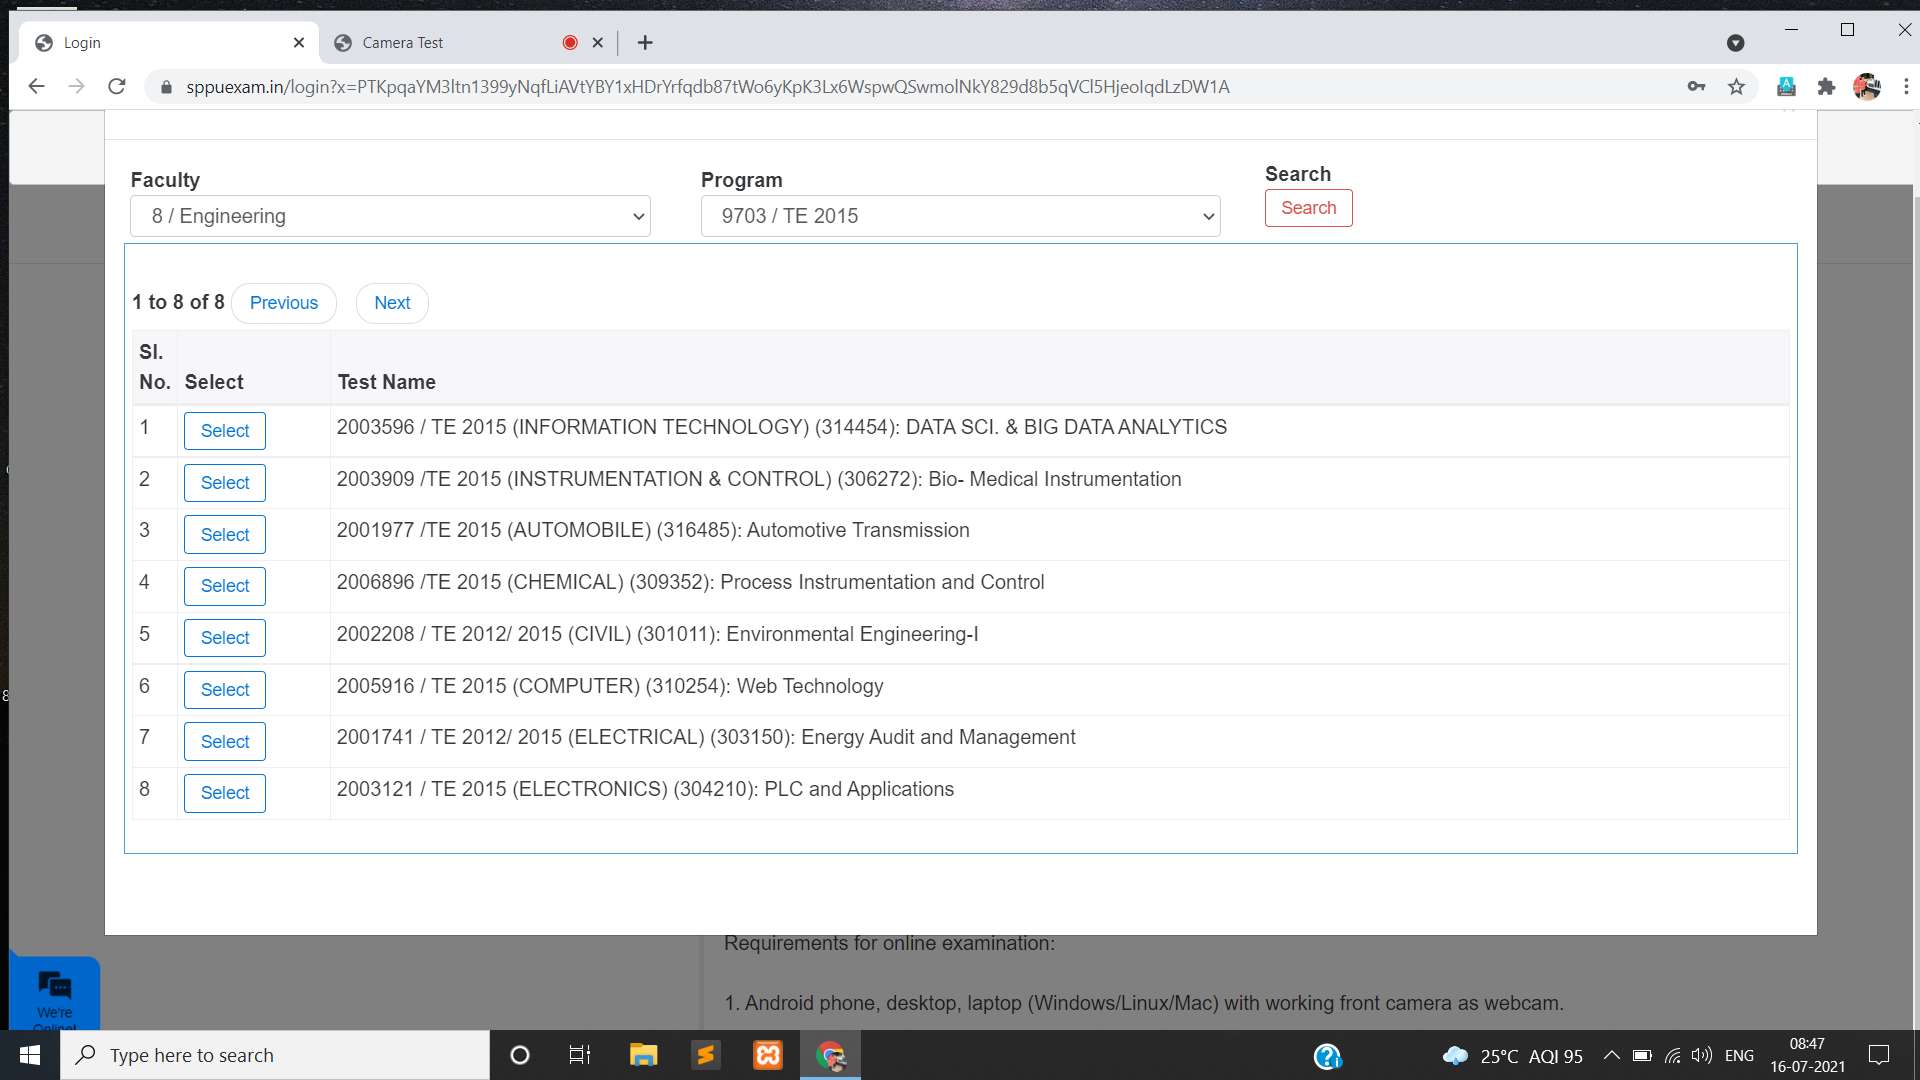 Login
Camera Test
sppuexam.in/login?x=PTKpqaYM3ltn1399yNqfLiAVtYBY1xHDrYrfqdb87tWo6yKpK3Lx6WspwQSwmolNkY829d8b5qVCl5HjeoIqdLzDW1A
Faculty
Program
Search
8 / Engineering
9703 / TE 2015
Search
1 to 8 of 8 Previous Next
Sl. No. Select Test Name
1 Select 2003596 / TE 2015 (INFORMATION TECHNOLOGY) (314454): DATA SCI. & BIG DATA ANALYTICS
2 Select 2003909 /TE 2015 (INSTRUMENTATION & CONTROL) (306272): Bio- Medical Instrumentation
3 Select 2001977 /TE 2015 (AUTOMOBILE) (316485): Automotive Transmission
4 Select 2006896 /TE 2015 (CHEMICAL) (309352): Process Instrumentation and Control
5 Select 2002208 / TE 2012/ 2015 (CIVIL) (301011): Environmental Engineering-I
6 Select 2005916 / TE 2015 (COMPUTER) (310254): Web Technology
7 Select 2001741 / TE 2012/ 2015 (ELECTRICAL) (303150): Energy Audit and Management
8 Select 2003121 / TE 2015 (ELECTRONICS) (304210): PLC and Applications
Requirements for online examination:
1. Android phone, desktop, laptop (Windows/Linux/Mac) with working front camera as webcam.
We're
Online!
Type here to search
25°C AQI 95
ENG
08:47
16-07-2021